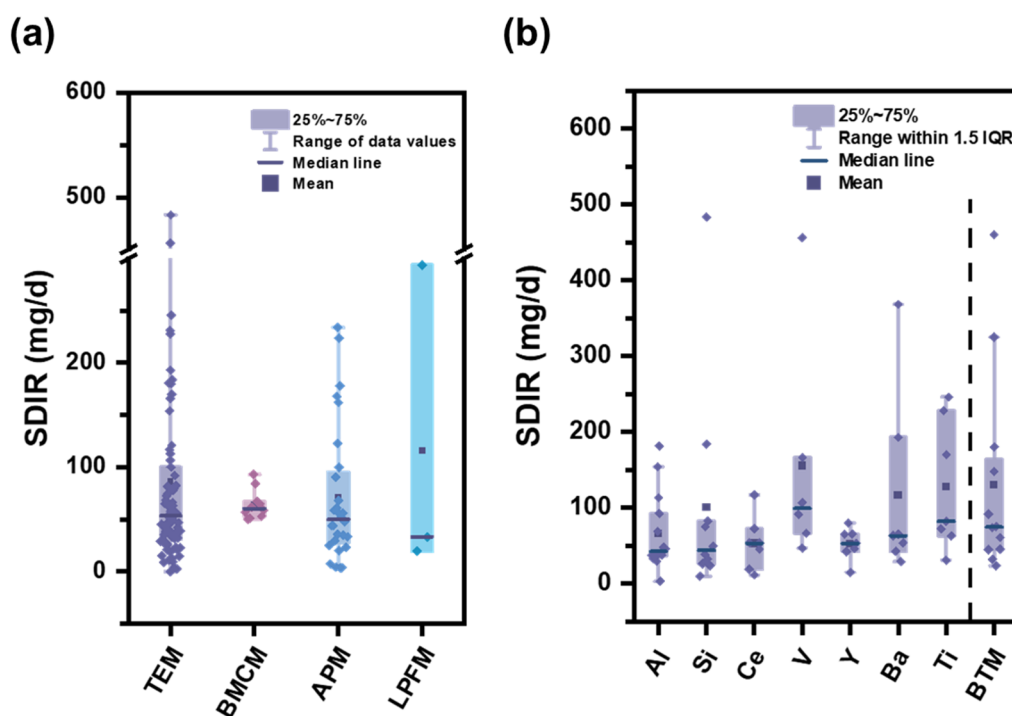 (a)
SDIR (mg/d)
600
500
200
100
0
25%~75%
Range of data values
Median line
Mean
TEM
BMCM
APM
LPFM
(b)
SDIR (mg/d)
600
500
400
300
200
100
0
25%~75%
Range within 1.5 IQR
Median line
Mean
Al
Si
Ce
V
Y
Ba
Ti
BTM